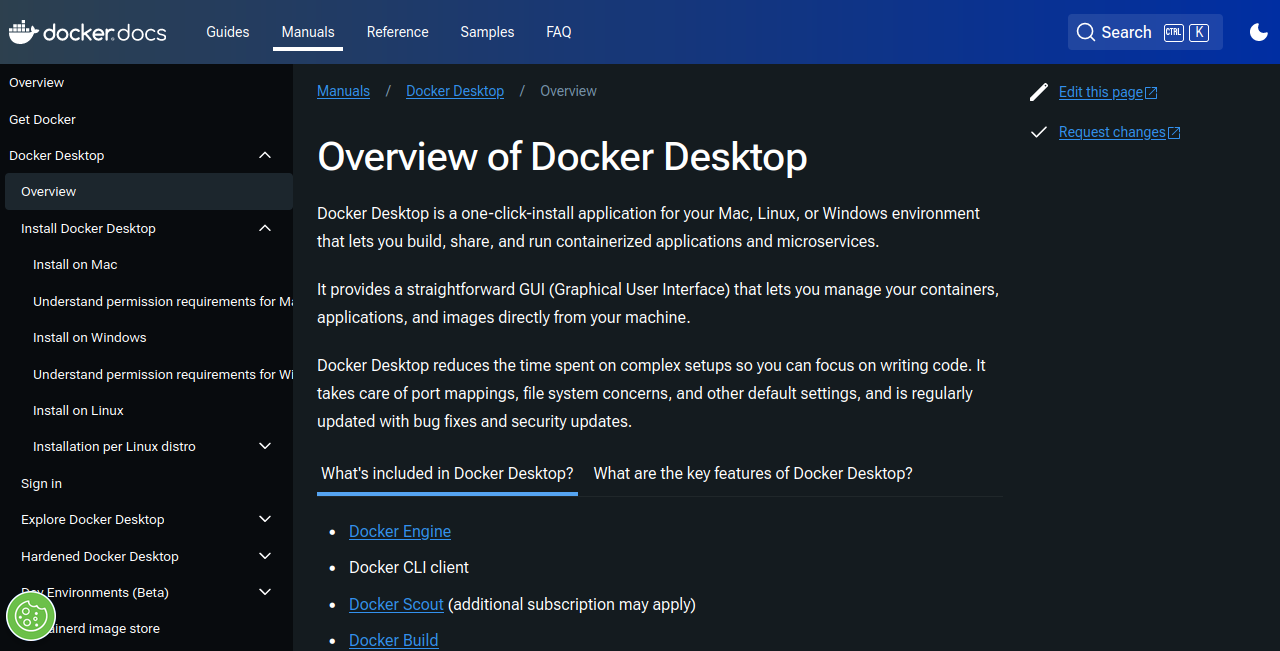 docker docs
Guides
Manuals
Reference
Samples
FAQ
Search CTRL K
Overview
Get Docker
Docker Desktop
Overview
Install Docker Desktop
Install on Mac
Understand permission requirements for Ma
Install on Windows
Understand permission requirements for Wi
Install on Linux
Installation per Linux distro
Sign in
Explore Docker Desktop
Hardened Docker Desktop
Environments (Beta)
image store
Manuals / Docker Desktop / Overview
Overview of Docker Desktop
Docker Desktop is a one-click-install application for your Mac, Linux, or Windows environment
that lets you build, share, and run containerized applications and microservices.
It provides a straightforward GUI (Graphical User Interface) that lets you manage your containers,
applications, and images directly from your machine.
Docker Desktop reduces the time spent on complex setups so you can focus on writing code. It
takes care of port mappings, file system concerns, and other default settings, and is regularly
updated with bug fixes and security updates.
What's included in Docker Desktop?
What are the key features of Docker Desktop?
• Docker Engine
• Docker CLI client
• Docker Scout (additional subscription may apply)
• Docker Build
Edit this page
Request changes